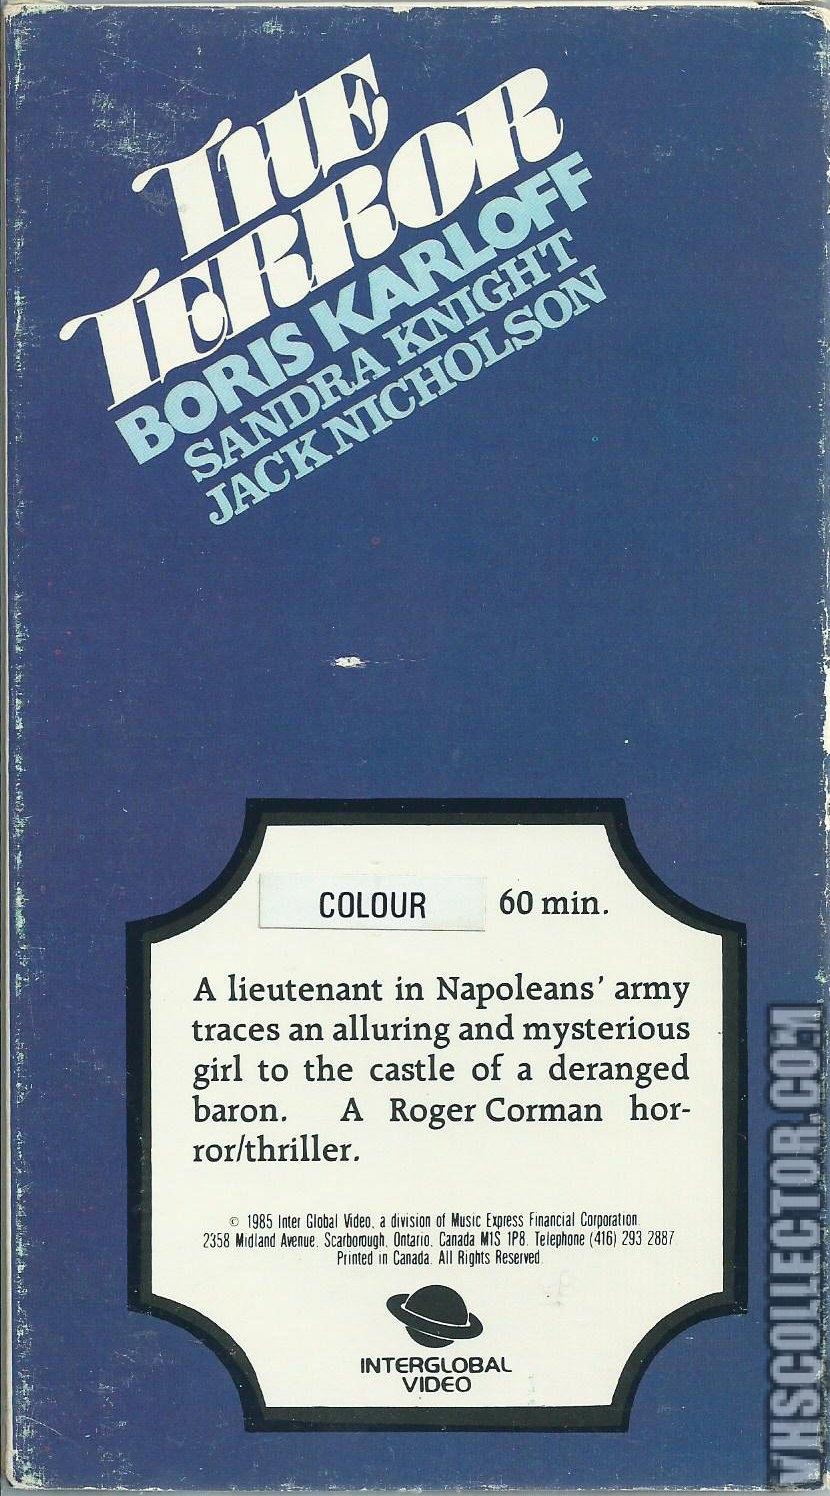 THE
TERROR
BORIS KARLOFF
SANDRA KNIGHT
JACK NICHOLSON
COLOUR 60 min.
A lieutenant in Napoleans' army
traces an alluring and mysterious
girl to the castle of a deranged
baron. A Roger Corman hor-
ror/thriller.
© 1985 Inter Global Video, a division of Music Express Financial Corporation.
2358 Midland Avenue, Scarborough, Ontario, Canada M1S 1P8. Telephone (416) 293 2887
Printed in Canada. All Rights Reserved.
INTERGLOBAL
VIDEO
VHSCOLLECTOR.COM